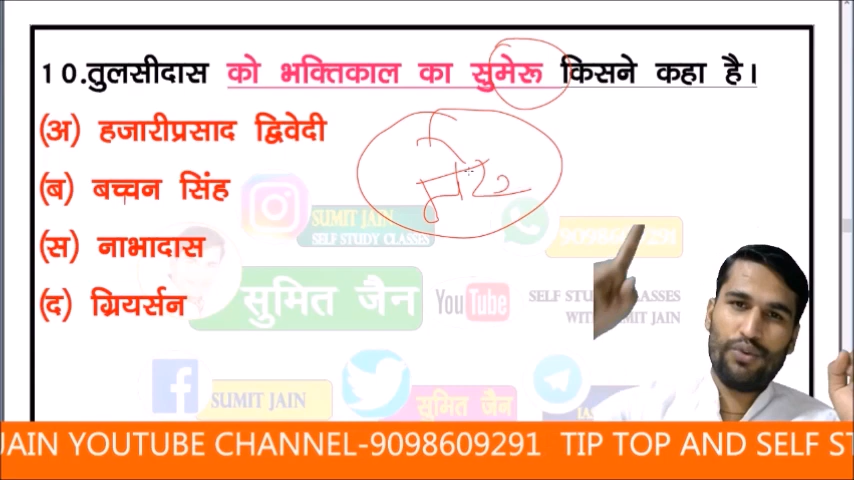 10.तुलसीदास को भक्तिकाल का सुमेरू किसने कहा है।
(अ) हजारीप्रसाद द्विवेदी
मेरू
(ब) बच्चन सिंह
SUMIT JAIN
SELF STUDY CLASSES
9098609291
(स) नाभादास
(द) ग्रियर्सन
सुमित जैन
YouTube
SELF STUDY CLASSES
WITH SUMIT JAIN
SUMIT JAIN
सुमित जैन
JAIN YOUTUBE CHANNEL-9098609291 TIP TOP AND SELF ST